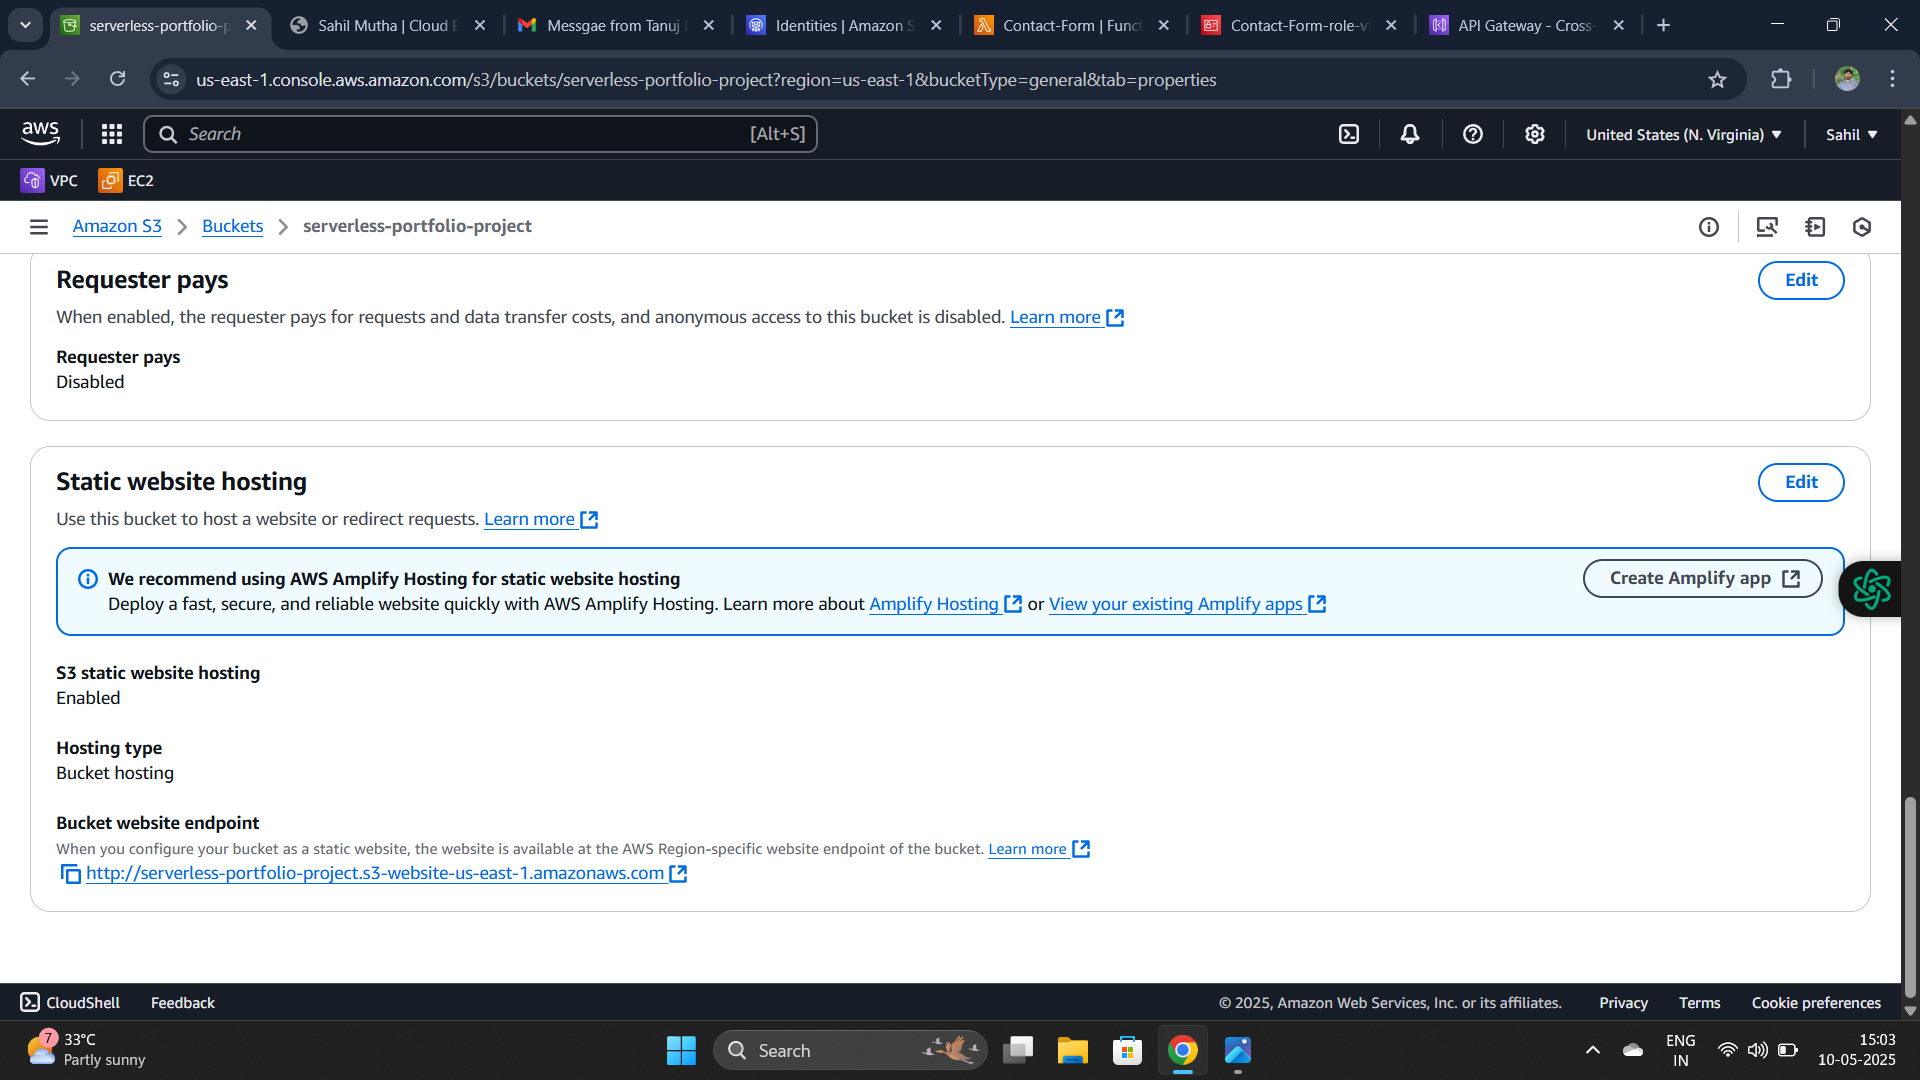 serverless-portfolio-p
Sahil Mutha | Cloud E
Messgae from Tanuj
Identities | Amazon S
Contact-Form | Funct
Contact-Form-role-v
API Gateway - Cross-
us-east-1.console.aws.amazon.com/s3/buckets/serverless-portfolio-project?region=us-east-1&bucketType=general&tab=properties
aws
Search
[Alt+S]
United States (N. Virginia)
Sahil
VPC
EC2
Amazon S3
Buckets
serverless-portfolio-project
Requester pays
Edit
When enabled, the requester pays for requests and data transfer costs, and anonymous access to this bucket is disabled. Learn more
Requester pays
Disabled
Static website hosting
Edit
Use this bucket to host a website or redirect requests. Learn more
We recommend using AWS Amplify Hosting for static website hosting
Create Amplify app
Deploy a fast, secure, and reliable website quickly with AWS Amplify Hosting. Learn more about Amplify Hosting or View your existing Amplify apps
S3 static website hosting
Enabled
Hosting type
Bucket hosting
Bucket website endpoint
When you configure your bucket as a static website, the website is available at the AWS Region-specific website endpoint of the bucket. Learn more
http://serverless-portfolio-project.s3-website-us-east-1.amazonaws.com
CloudShell
Feedback
© 2025, Amazon Web Services, Inc. or its affiliates.
Privacy
Terms
Cookie preferences
7
33°C
Partly sunny
Search
ENG
IN
15:03
10-05-2025